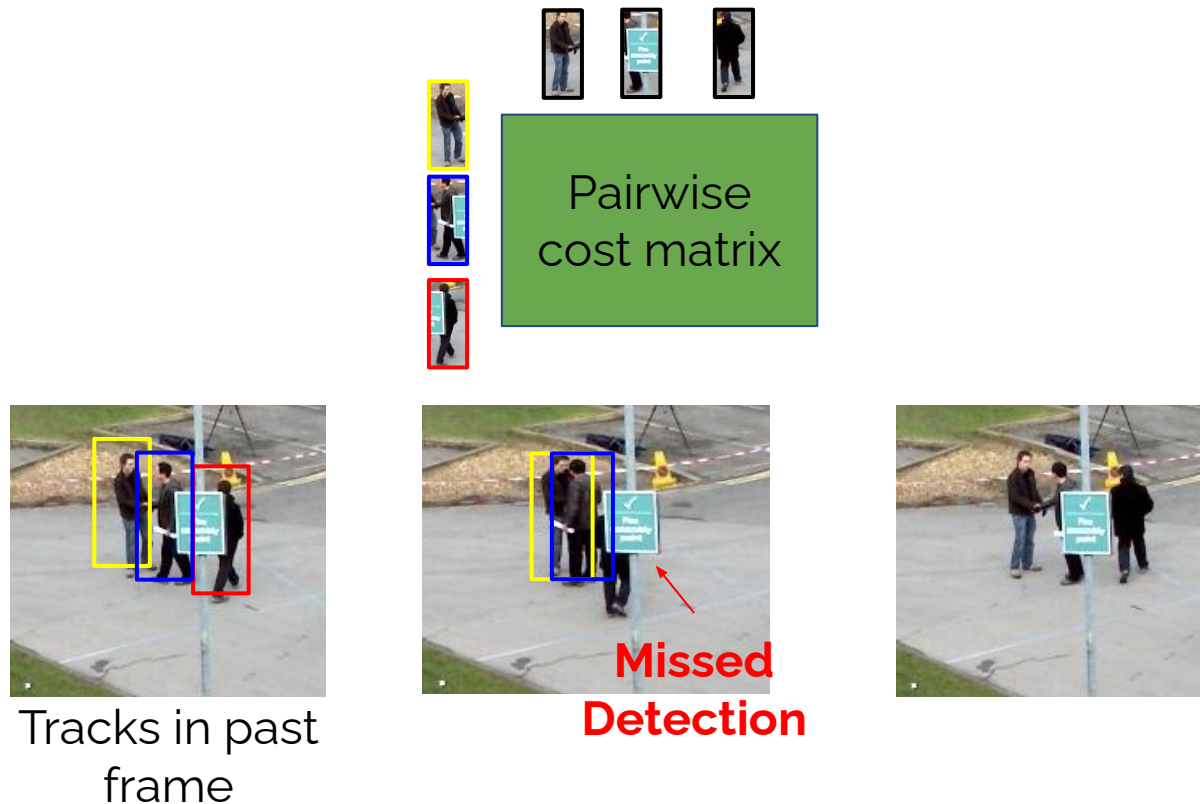 Pairwise
cost matrix
Missed
Detection
Tracks in past
frame